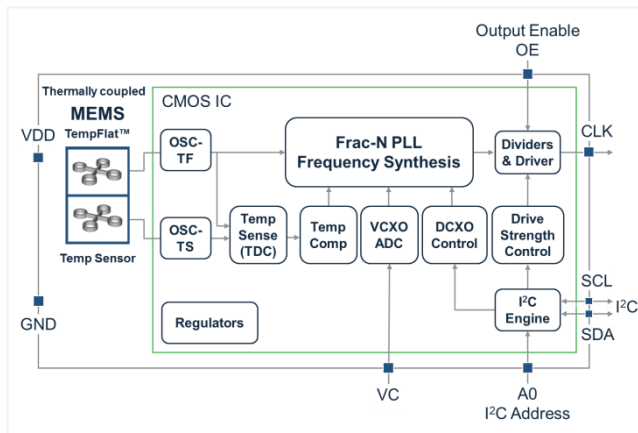 Output Enable
OE
Thermally coupled
MEMS
TempFlat™
CMOS IC
VDD
OSC-
TF
Frac-N PLL
Frequency Synthesis
Dividers
& Driver
CLK
OSC-
TS
Temp
Sense
(TDC)
Temp
Comp
VCXO
ADC
DCXO
Control
Drive
Strength
Control
Temp Sensor
GND
Regulators
I²C
Engine
SCL
I²C
SDA
VC
A0
I²C Address